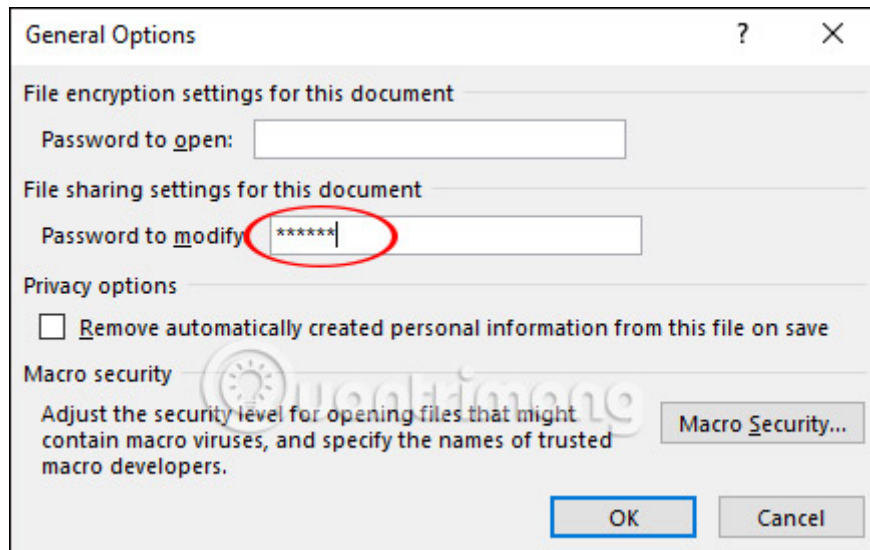 General Options ? ×
File encryption settings for this document
Password to open:
File sharing settings for this document
Password to modify ******
Privacy options
Remove automatically created personal information from this file on save
Macro security
Quantrimang
Adjust the security level for opening files that might
contain macro viruses, and specify the names of trusted
macro developers.
Macro Security...
OK Cancel